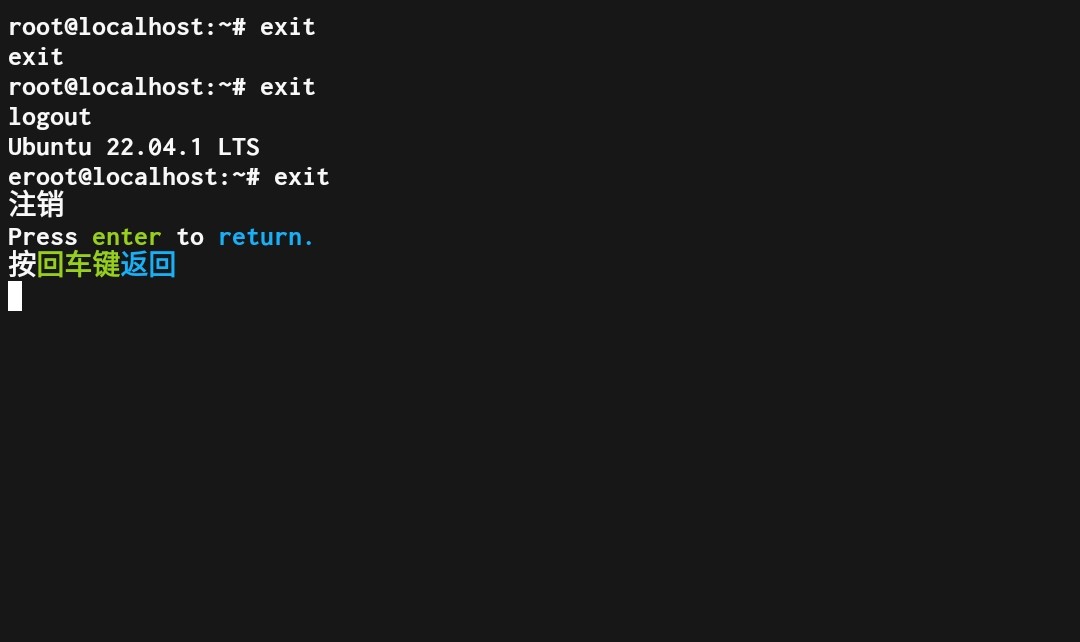 root@localhost:~# exit
exit
root@localhost:~# exit
logout
Ubuntu 22.04.1 LTS
eroot@localhost:~# exit
注销
Press enter to return.
按回车键返回